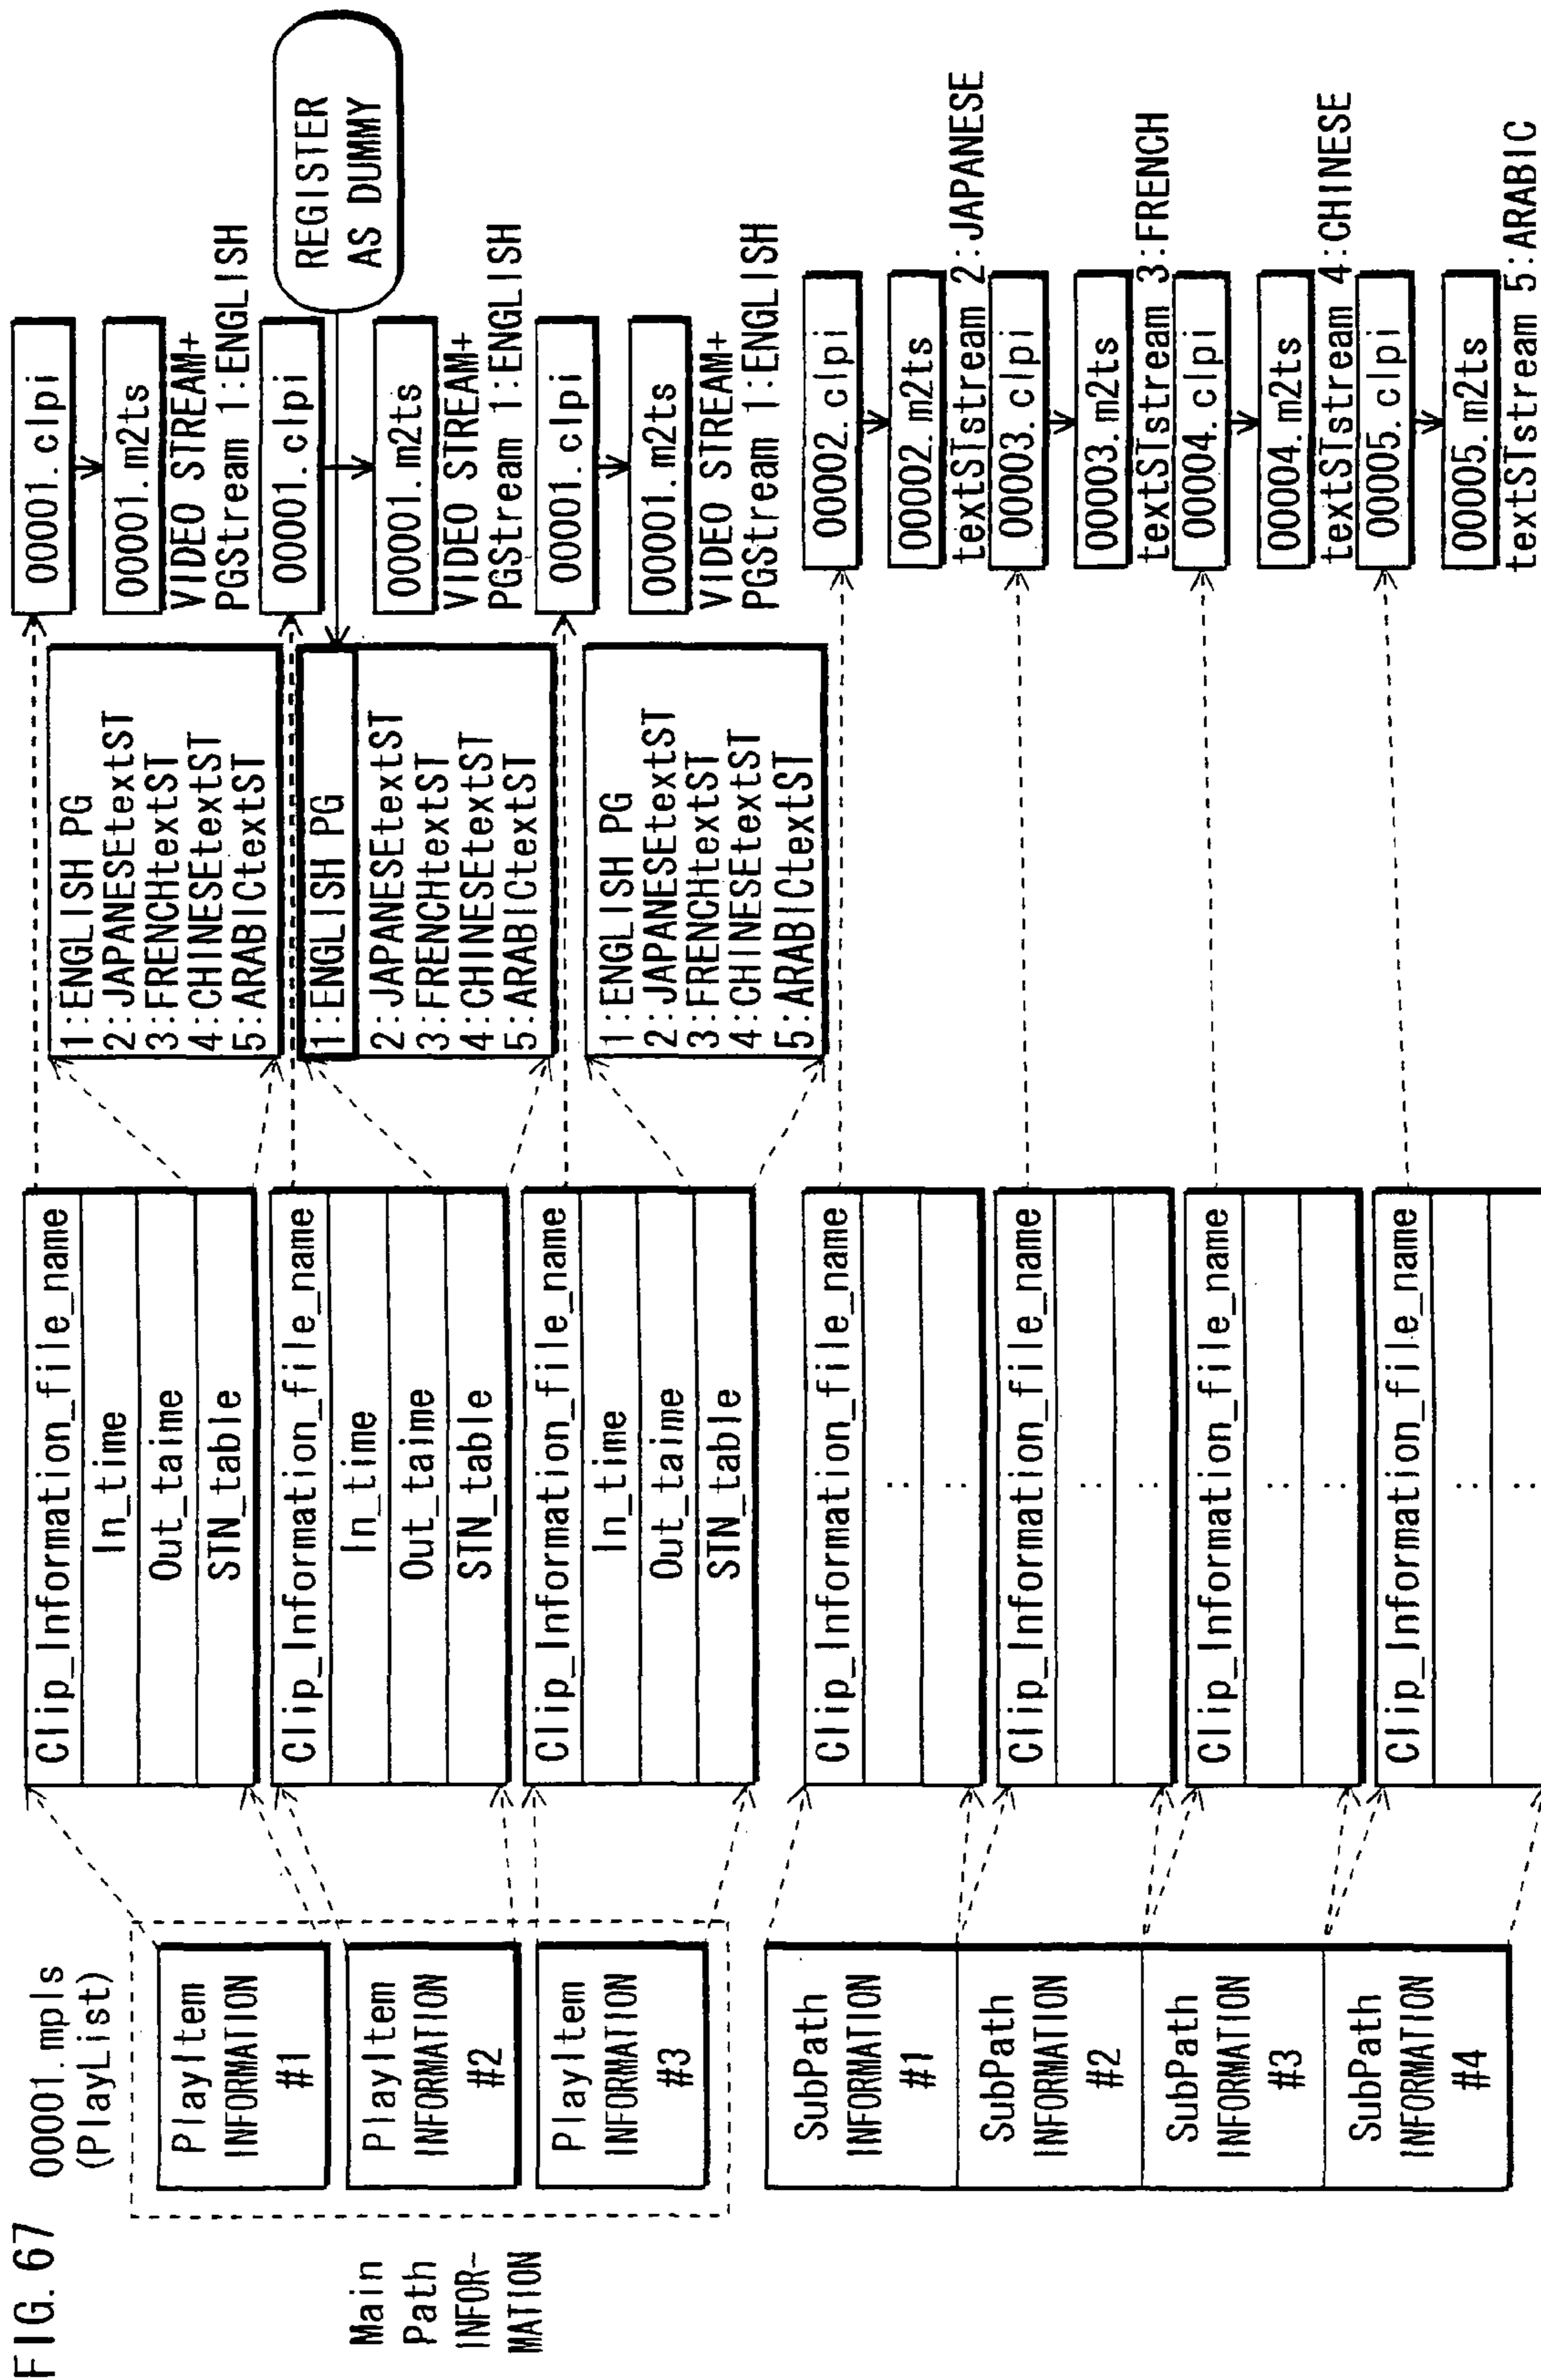 FIG. 67
00001.mpls
(PlayList)
Main
Path
INFOR-
MATION
PlayItem
INFORMATION
#1
PlayItem
INFORMATION
#2
PlayItem
INFORMATION
#3
SubPath
INFORMATION
#1
SubPath
INFORMATION
#2
SubPath
INFORMATION
#3
SubPath
INFORMATION
#4
Clip_Information_file_name
In_time
Out_taime
STN_table
Clip_Information_file_name
In_time
Out_taime
STN_table
Clip_Information_file_name
In_time
Out_taime
STN_table
Clip_Information_file_name
:
:
Clip_Information_file_name
:
:
Clip_Information_file_name
:
:
Clip_Information_file_name
:
:
1:ENGLISH PG
2:JAPANESEtextST
3:FRENCHtextST
4:CHINESEtextST
5:ARABICtextST
1:ENGLISH PG
2:JAPANESEtextST
3:FRENCHtextST
4:CHINESEtextST
5:ARABICtextST
1:ENGLISH PG
2:JAPANESEtextST
3:FRENCHtextST
4:CHINESEtextST
5:ARABICtextST
00001.clpi
00001.m2ts
VIDEO STREAM+
PGStream 1:ENGLISH
00001.clpi
00001.m2ts
VIDEO STREAM+
PGStream 1:ENGLISH
00001.clpi
00001.m2ts
VIDEO STREAM+
PGStream 1:ENGLISH
REGISTER
AS DUMMY
00002.clpi
00002.m2ts
textSTstream 2:JAPANESE
00003.clpi
00003.m2ts
textSTstream 3:FRENCH
00004.clpi
00004.m2ts
textSTstream 4:CHINESE
00005.clpi
00005.m2ts
textSTstream 5:ARABIC